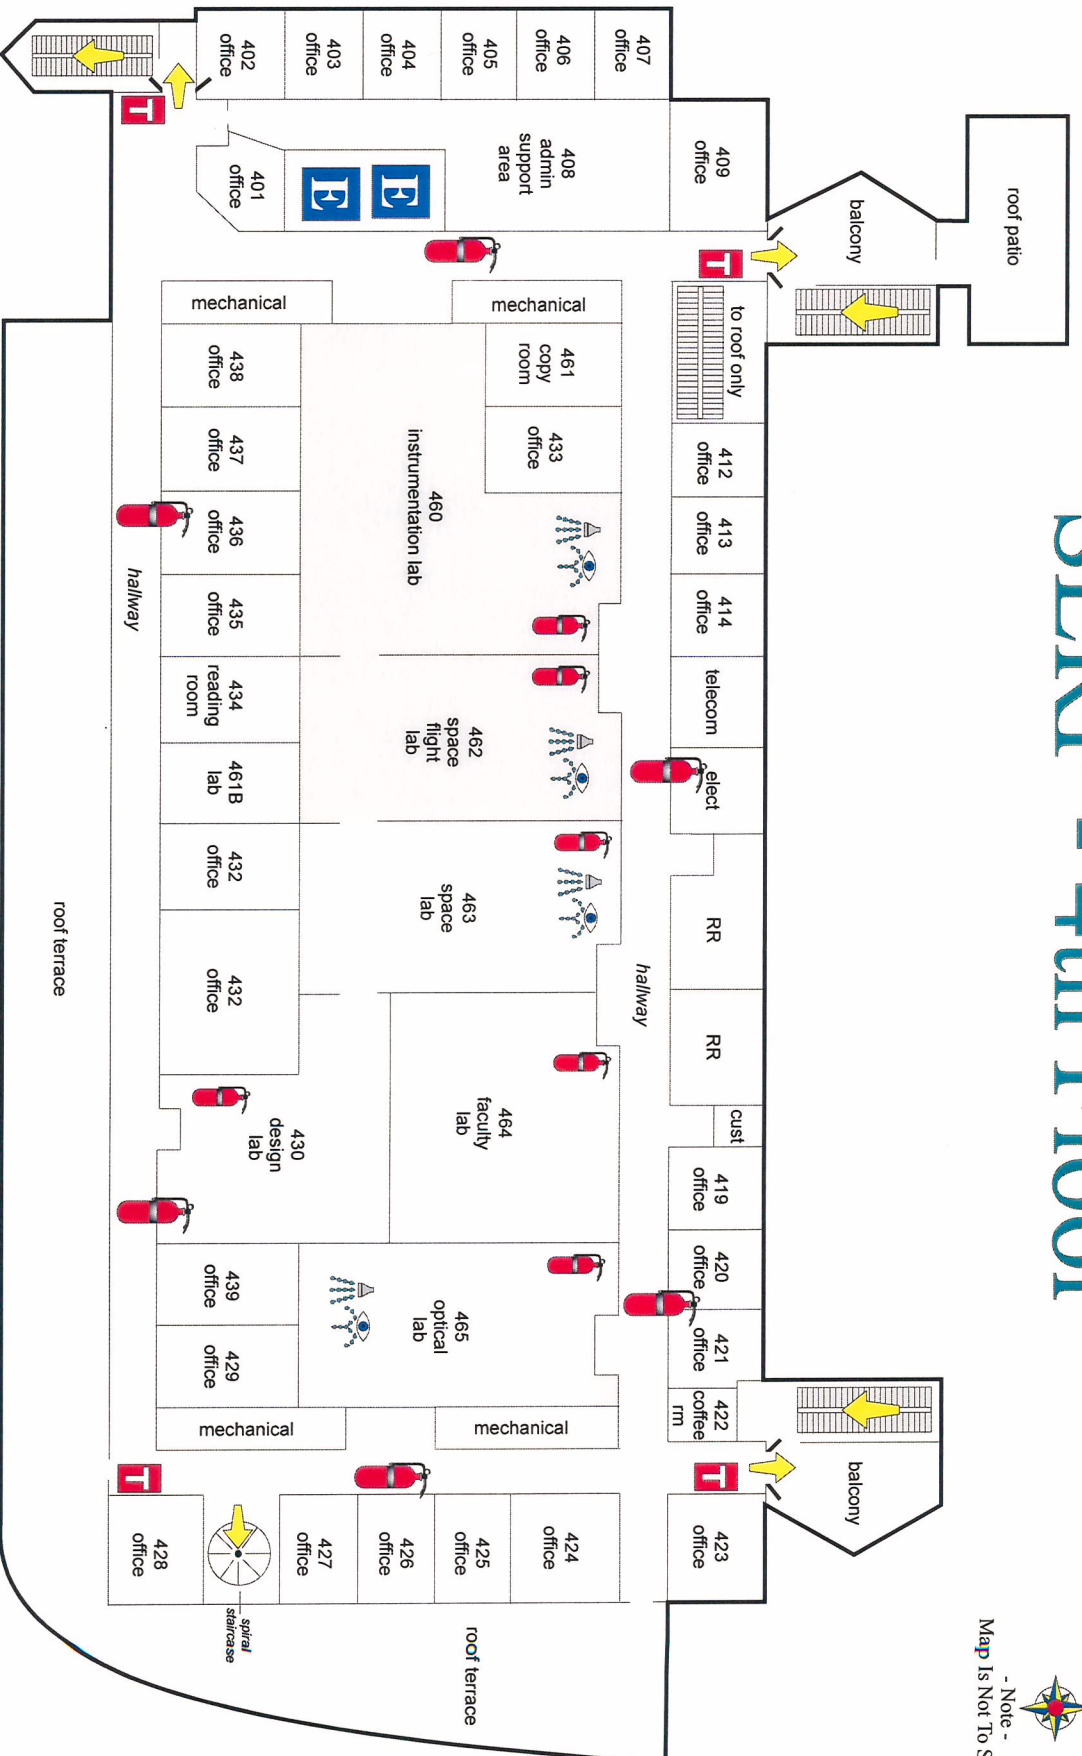 - 4th Floor
- Note -
Map Is Not To
roof patio
balcony
balcony
409
office
to roof only
412
office
413
office
414
office
telecom
elect
RR
RR
cust
419
office
420
office
421
office
422
coffee
rm
423
office
T
T
hallway
407
office
406
office
405
office
404
office
403
office
402
office
408
admin
support
area
E
E
401
office
T
mechanical
mechanical
461
copy
room
433
office
460
instrumentation lab
462
space
flight
lab
463
space
lab
464
faculty
lab
465
optical
lab
430
design
lab
438
office
437
office
436
office
435
office
434
reading
room
461B
lab
432
office
432
office
439
office
429
office
mechanical
mechanical
424
office
425
office
426
office
427
office
spiral
staircase
428
office
T
hallway
roof terrace
roof terrace